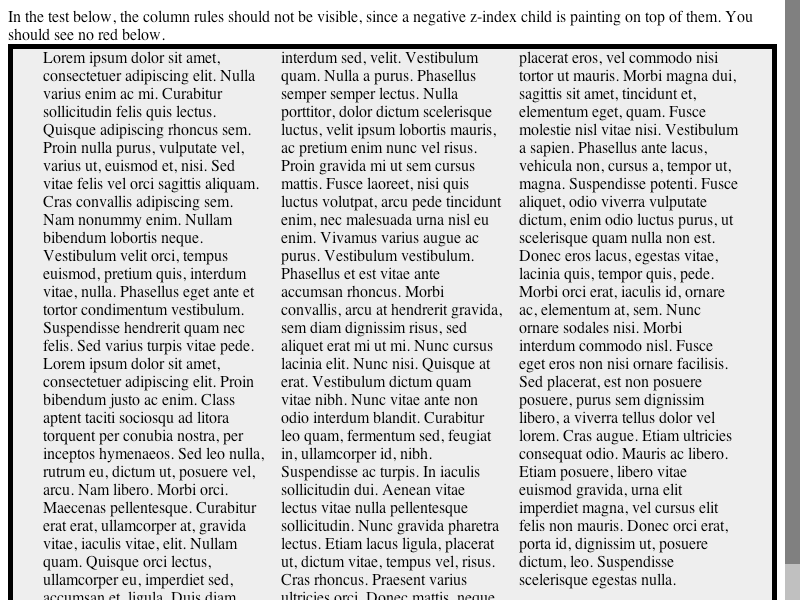 In the test below, the column rules should not be visible, since a negative z-index child is painting on top of them. You
should see no red below.
Lorem ipsum dolor sit amet,
consectetuer adipiscing elit. Nulla
varius enim ac mi. Curabitur
sollicitudin felis quis lectus.
Quisque adipiscing rhoncus sem.
Proin nulla purus, vulputate vel,
varius ut, euismod et, nisi. Sed
vitae felis vel orci sagittis aliquam.
Cras convallis adipiscing sem.
Nam nonummy enim. Nullam
bibendum lobortis neque.
Vestibulum velit orci, tempus
euismod, pretium quis, interdum
vitae, nulla. Phasellus eget ante et
tortor condimentum vestibulum.
Suspendisse hendrerit quam nec
felis. Sed varius turpis vitae pede.
Lorem ipsum dolor sit amet,
consectetuer adipiscing elit. Proin
bibendum justo ac enim. Class
aptent taciti sociosqu ad litora
torquent per conubia nostra, per
inceptos hymenaeos. Sed leo nulla,
rutrum eu, dictum ut, posuere vel,
arcu. Nam libero. Morbi orci.
Maecenas pellentesque. Curabitur
erat erat, ullamcorper at, gravida
vitae, iaculis vitae, elit. Nullam
quam. Quisque orci lectus,
ullamcorper eu, imperdiet sed,
accumsan et, ligula. Duis diam
interdum sed, velit. Vestibulum
quam. Nulla a purus. Phasellus
semper semper lectus. Nulla
porttitor, dolor dictum scelerisque
luctus, velit ipsum lobortis mauris,
ac pretium enim nunc vel risus.
Proin gravida mi ut sem cursus
mattis. Fusce laoreet, nisi quis
luctus volutpat, arcu pede tincidunt
enim, nec malesuada urna nisl eu
enim. Vivamus varius augue ac
purus. Vestibulum vestibulum.
Phasellus et est vitae ante
accumsan rhoncus. Morbi
convallis, arcu at hendrerit gravida,
sem diam dignissim risus, sed
aliquet erat mi ut mi. Nunc cursus
lacinia elit. Nunc nisi. Quisque at
erat. Vestibulum dictum quam
vitae nibh. Nunc vitae ante non
odio interdum blandit. Curabitur
leo quam, fermentum sed, feugiat
in, ullamcorper id, nibh.
Suspendisse ac turpis. In iaculis
sollicitudin dui. Aenean vitae
lectus vitae nulla pellentesque
sollicitudin. Nunc gravida pharetra
lectus. Etiam lacus ligula, placerat
ut, dictum vitae, tempus vel, risus.
Cras rhoncus. Praesent varius
ultricies orci. Donec mattis, neque
placerat eros, vel commodo nisi
tortor ut mauris. Morbi magna dui,
sagittis sit amet, tincidunt et,
elementum eget, quam. Fusce
molestie nisl vitae nisi. Vestibulum
a sapien. Phasellus ante lacus,
vehicula non, cursus a, tempor ut,
magna. Suspendisse potenti. Fusce
aliquet, odio viverra vulputate
dictum, enim odio luctus purus, ut
scelerisque quam nulla non est.
Donec eros lacus, egestas vitae,
lacinia quis, tempor quis, pede.
Morbi orci erat, iaculis id, ornare
ac, elementum at, sem. Nunc
ornare sodales nisi. Morbi
interdum commodo nisl. Fusce
eget eros non nisi ornare facilisis.
Sed placerat, est non posuere
posuere, purus sem dignissim
libero, a viverra tellus dolor vel
lorem. Cras augue. Etiam ultricies
consequat odio. Mauris ac libero.
Etiam posuere, libero vitae
euismod gravida, urna elit
imperdiet magna, vel cursus elit
felis non mauris. Donec orci erat,
porta id, dignissim ut, posuere
dictum, leo. Suspendisse
scelerisque egestas nulla.